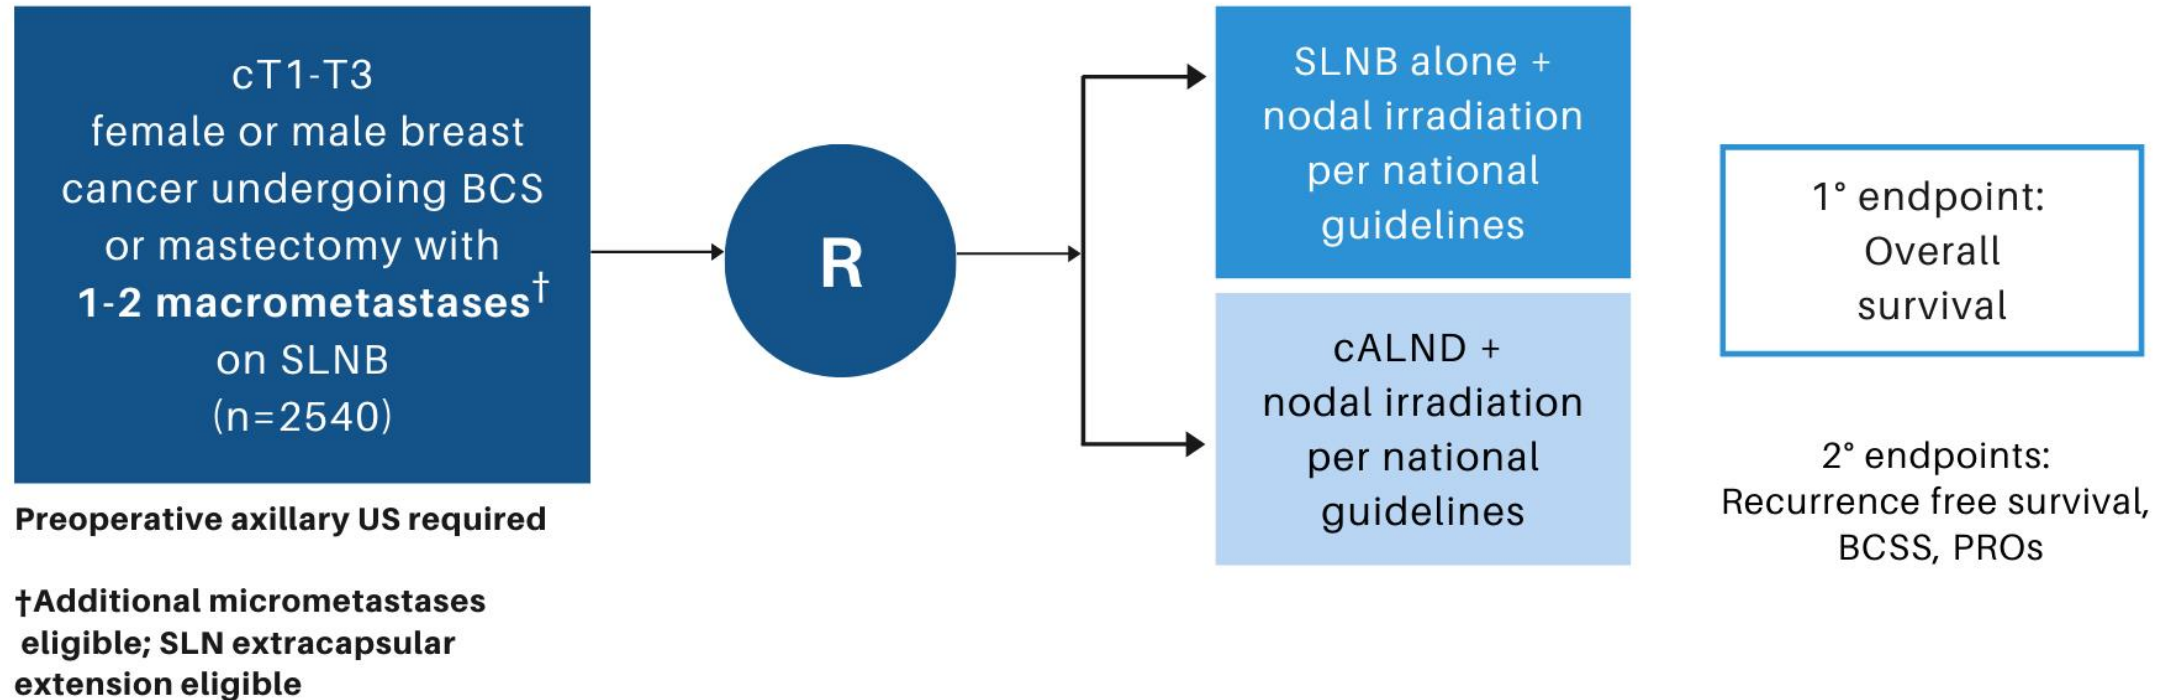 cT1-T3
female or male breast
cancer undergoing BCS
or mastectomy with
1-2 macrometastases†
on SLNB
(n=2540)
Preoperative axillary US required
†Additional micrometastases
eligible; SLN extracapsular
extension eligible
R
SLNB alone +
nodal irradiation
per national
guidelines
cALND +
nodal irradiation
per national
guidelines
1° endpoint:
Overall
survival
2° endpoints:
Recurrence free survival,
BCSS, PROs